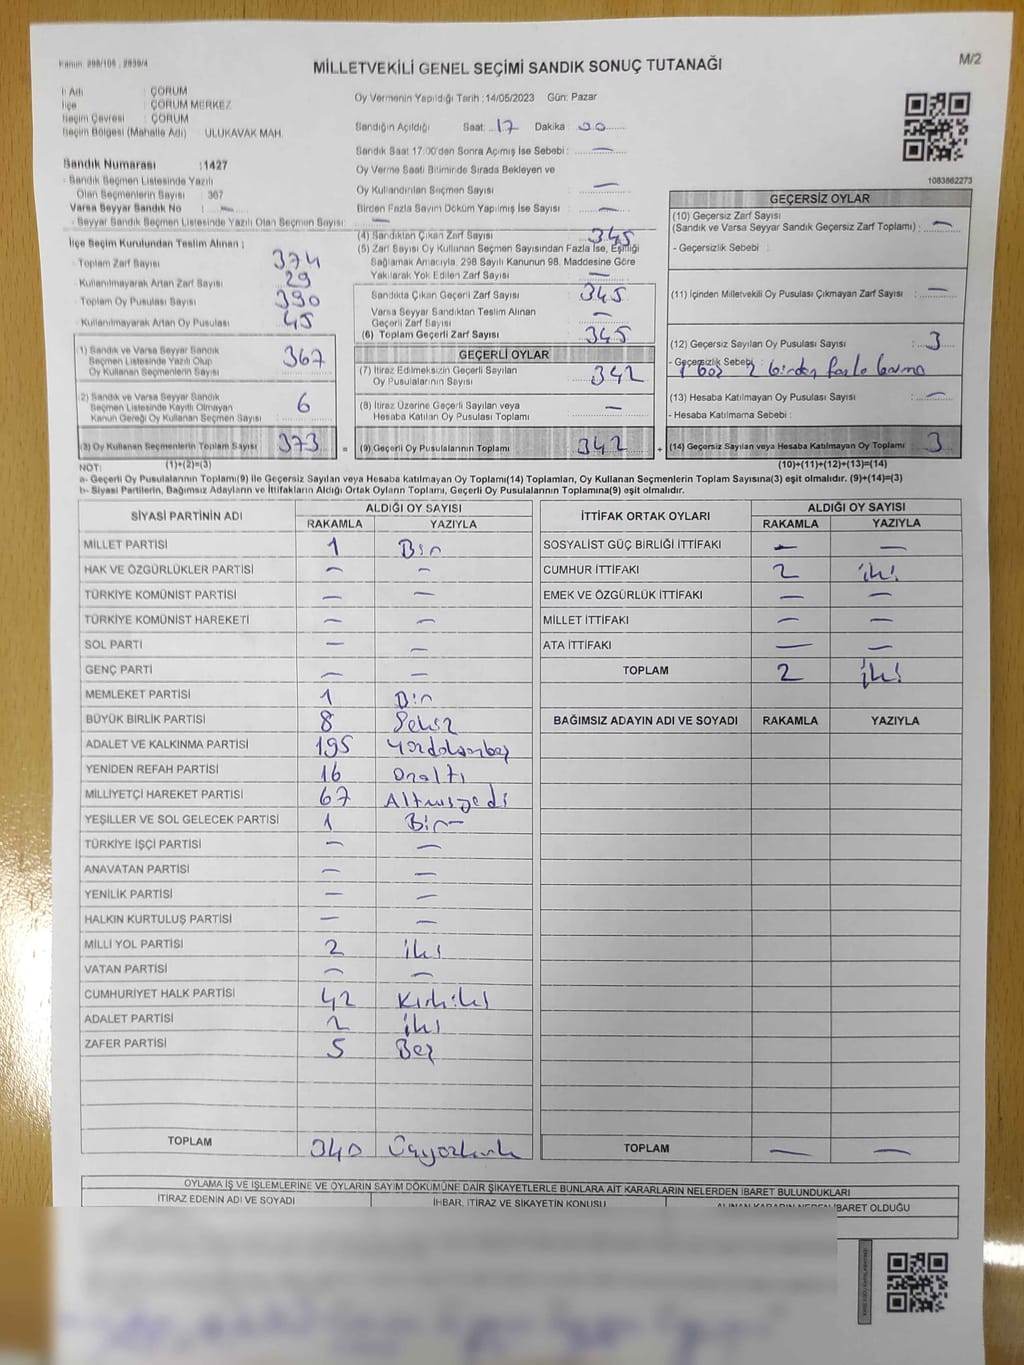 Kanun: 298/105 , 2839/4
MİLLETVEKİLİ GENEL SEÇİMİ SANDIK SONUÇ TUTANAĞI
M/2
İl Adı : ÇORUM
İlçe : ÇORUM MERKEZ
Seçim Çevresi : ÇORUM
Seçim Bölgesi (Mahalle Adı) ULUKAVAK MAH.
Oy Vermenin Yapıldığı Tarih :14/05/2023 Gün: Pazar
Sandığın Açıldığı Saat: 17 Dakika : 00
Sandık Saat 17:00'den Sonra Açımış İse Sebebi : —
Oy Verme Saati Bitiminde Sırada Bekleyen ve
Oy Kullandırılan Seçmen Sayısı : —
Birden Fazla Sayım Döküm Yapılmış İse Sayısı : —
1083862273
Sandık Numarası :1427
- Sandık Seçmen Listesinde Yazılı
Olan Seçmenlerin Sayısı : 367
Varsa Seyyar Sandık No : —
- Seyyar Sandık Seçmen Listesinde Yazılı Olan Seçmen Sayısı: —
İlçe Seçim Kurulundan Teslim Alınan ;
- Toplam Zarf Sayısı : 374
- Kullanılmayarak Artan Zarf Sayısı : 29
- Toplam Oy Pusulası Sayısı : 390
- Kullanılmayarak Artan Oy Pusulası : 45
(4) Sandıktan Çıkan Zarf Sayısı : 345
(5) Zarf Sayısı Oy Kullanan Seçmen Sayısından Fazla İse, Eşitliği
Sağlamak Amacıyla, 298 Sayılı Kanunun 98. Maddesine Göre
Yakılarak Yok Edilen Zarf Sayısı : —
Sandıkta Çıkan Geçerli Zarf Sayısı : 345
Varsa Seyyar Sandıktan Teslim Alınan
Geçerli Zarf Sayısı : —
(6) Toplam Geçerli Zarf Sayısı : 345
GEÇERSİZ OYLAR
(10) Geçersiz Zarf Sayısı
(Sandık ve Varsa Seyyar Sandık Geçersiz Zarf Toplamı) : —
- Geçersizlik Sebebi :
(11) İçinden Milletvekili Oy Pusulası Çıkmayan Zarf Sayısı : —
(12) Geçersiz Sayılan Oy Pusulası Sayısı : 3
- Geçersizlik Sebebi : 1 boş 2 birden fazla basma
(13) Hesaba Katılmayan Oy Pusulası Sayısı : —
- Hesaba Katılmama Sebebi :
(14) Geçersiz Sayılan veya Hesaba Katılmayan Oy Toplamı : 3
(10)+(11)+(12)+(13)=(14)
1) Sandık ve Varsa Seyyar Sandık
Seçmen Listesinde Yazılı Olup
Oy Kullanan Seçmenlerin Sayısı : 367
2) Sandık ve Varsa Seyyar Sandık
Seçmen Listesinde Kayıtlı Olmayan
Kanun Gereği Oy Kullanan Seçmen Sayısı : 6
(3) Oy Kullanan Seçmenlerin Toplam Sayısı : 373 =
(1)+(2)=(3)
GEÇERLİ OYLAR
(7) İtiraz Edilmeksizin Geçerli Sayılan
Oy Pusulalarının Sayısı : 342
(8) İtiraz Üzerine Geçerli Sayılan veya
Hesaba Katılan Oy Pusulası Toplamı : —
(9) Geçerli Oy Pusulalarının Toplamı : 342 +
NOT:
a- Geçerli Oy Pusulalarının Toplamı(9) İle Geçersiz Sayılan veya Hesaba katılmayan Oy Toplamı(14) Toplamları, Oy Kullanan Seçmenlerin Toplam Sayısına(3) eşit olmalıdır. (9)+(14)=(3)
b- Siyasi Partilerin, Bağımsız Adayların ve İttifakların Aldığı Ortak Oyların Toplamı, Geçerli Oy Pusulalarının Toplamına(9) eşit olmalıdır.
SİYASİ PARTİNİN ADI ALDIĞI OY SAYISI
RAKAMLA YAZIYLA
MİLLET PARTİSİ 1 Bir
HAK VE ÖZGÜRLÜKLER PARTİSİ — —
TÜRKİYE KOMÜNİST PARTİSİ — —
TÜRKİYE KOMÜNİST HAREKETİ — —
SOL PARTİ — —
GENÇ PARTİ — —
MEMLEKET PARTİSİ 1 Bir
BÜYÜK BİRLİK PARTİSİ 8 Sekiz
ADALET VE KALKINMA PARTİSİ 195 Yüzdoksanbeş
YENİDEN REFAH PARTİSİ 16 Onaltı
MİLLİYETÇİ HAREKET PARTİSİ 67 Altmışyedi
YEŞİLLER VE SOL GELECEK PARTİSİ 1 Bir
TÜRKİYE İŞÇİ PARTİSİ — —
ANAVATAN PARTİSİ — —
YENİLİK PARTİSİ — —
HALKIN KURTULUŞ PARTİSİ — —
MİLLİ YOL PARTİSİ 2 iki
VATAN PARTİSİ — —
CUMHURİYET HALK PARTİSİ 42 Kırkiki
ADALET PARTİSİ 2 iki
ZAFER PARTİSİ 5 Beş
TOPLAM 340 Üçyüzkırk
İTTİFAK ORTAK OYLARI ALDIĞI OY SAYISI
RAKAMLA YAZIYLA
SOSYALİST GÜÇ BİRLİĞİ İTTİFAKI — —
CUMHUR İTTİFAKI 2 iki
EMEK VE ÖZGÜRLÜK İTTİFAKI — —
MİLLET İTTİFAKI — —
ATA İTTİFAKI — —
TOPLAM 2 iki
BAĞIMSIZ ADAYIN ADI VE SOYADI RAKAMLA YAZIYLA
TOPLAM — —
OYLAMA İŞ VE İŞLEMLERİNE VE OYLARIN SAYIM DÖKÜMÜNE DAİR ŞİKAYETLERLE BUNLARA AİT KARARLARIN NELERDEN İBARET BULUNDUKLARI
İTİRAZ EDENİN ADI VE SOYADI İHBAR, İTİRAZ VE ŞİKAYETİN KONUSU ALINAN KARARIN NEDEN İBARET OLDUĞU